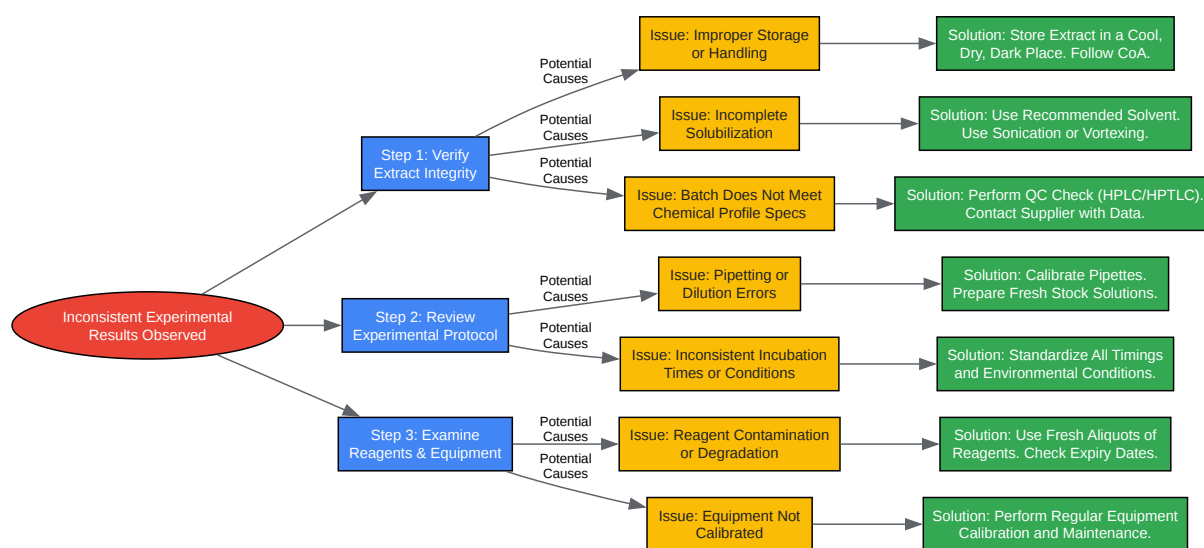 Inconsistent Experimental
Results Observed
Step 1: Verify
Extract Integrity
Potential
Causes
Issue: Improper Storage
or Handling
Solution: Store Extract in a Cool,
Dry, Dark Place. Follow CoA.
Potential
Causes
Issue: Incomplete
Solubilization
Solution: Use Recommended Solvent.
Use Sonication or Vortexing.
Potential
Causes
Issue: Batch Does Not Meet
Chemical Profile Specs
Solution: Perform QC Check (HPLC/HPTLC).
Contact Supplier with Data.
Step 2: Review
Experimental Protocol
Potential
Causes
Issue: Pipetting or
Dilution Errors
Solution: Calibrate Pipettes.
Prepare Fresh Stock Solutions.
Potential
Causes
Issue: Inconsistent Incubation
Times or Conditions
Solution: Standardize All Timings
and Environmental Conditions.
Step 3: Examine
Reagents & Equipment
Potential
Causes
Issue: Reagent Contamination
or Degradation
Solution: Use Fresh Aliquots of
Reagents. Check Expiry Dates.
Potential
Causes
Issue: Equipment Not
Calibrated
Solution: Perform Regular Equipment
Calibration and Maintenance.